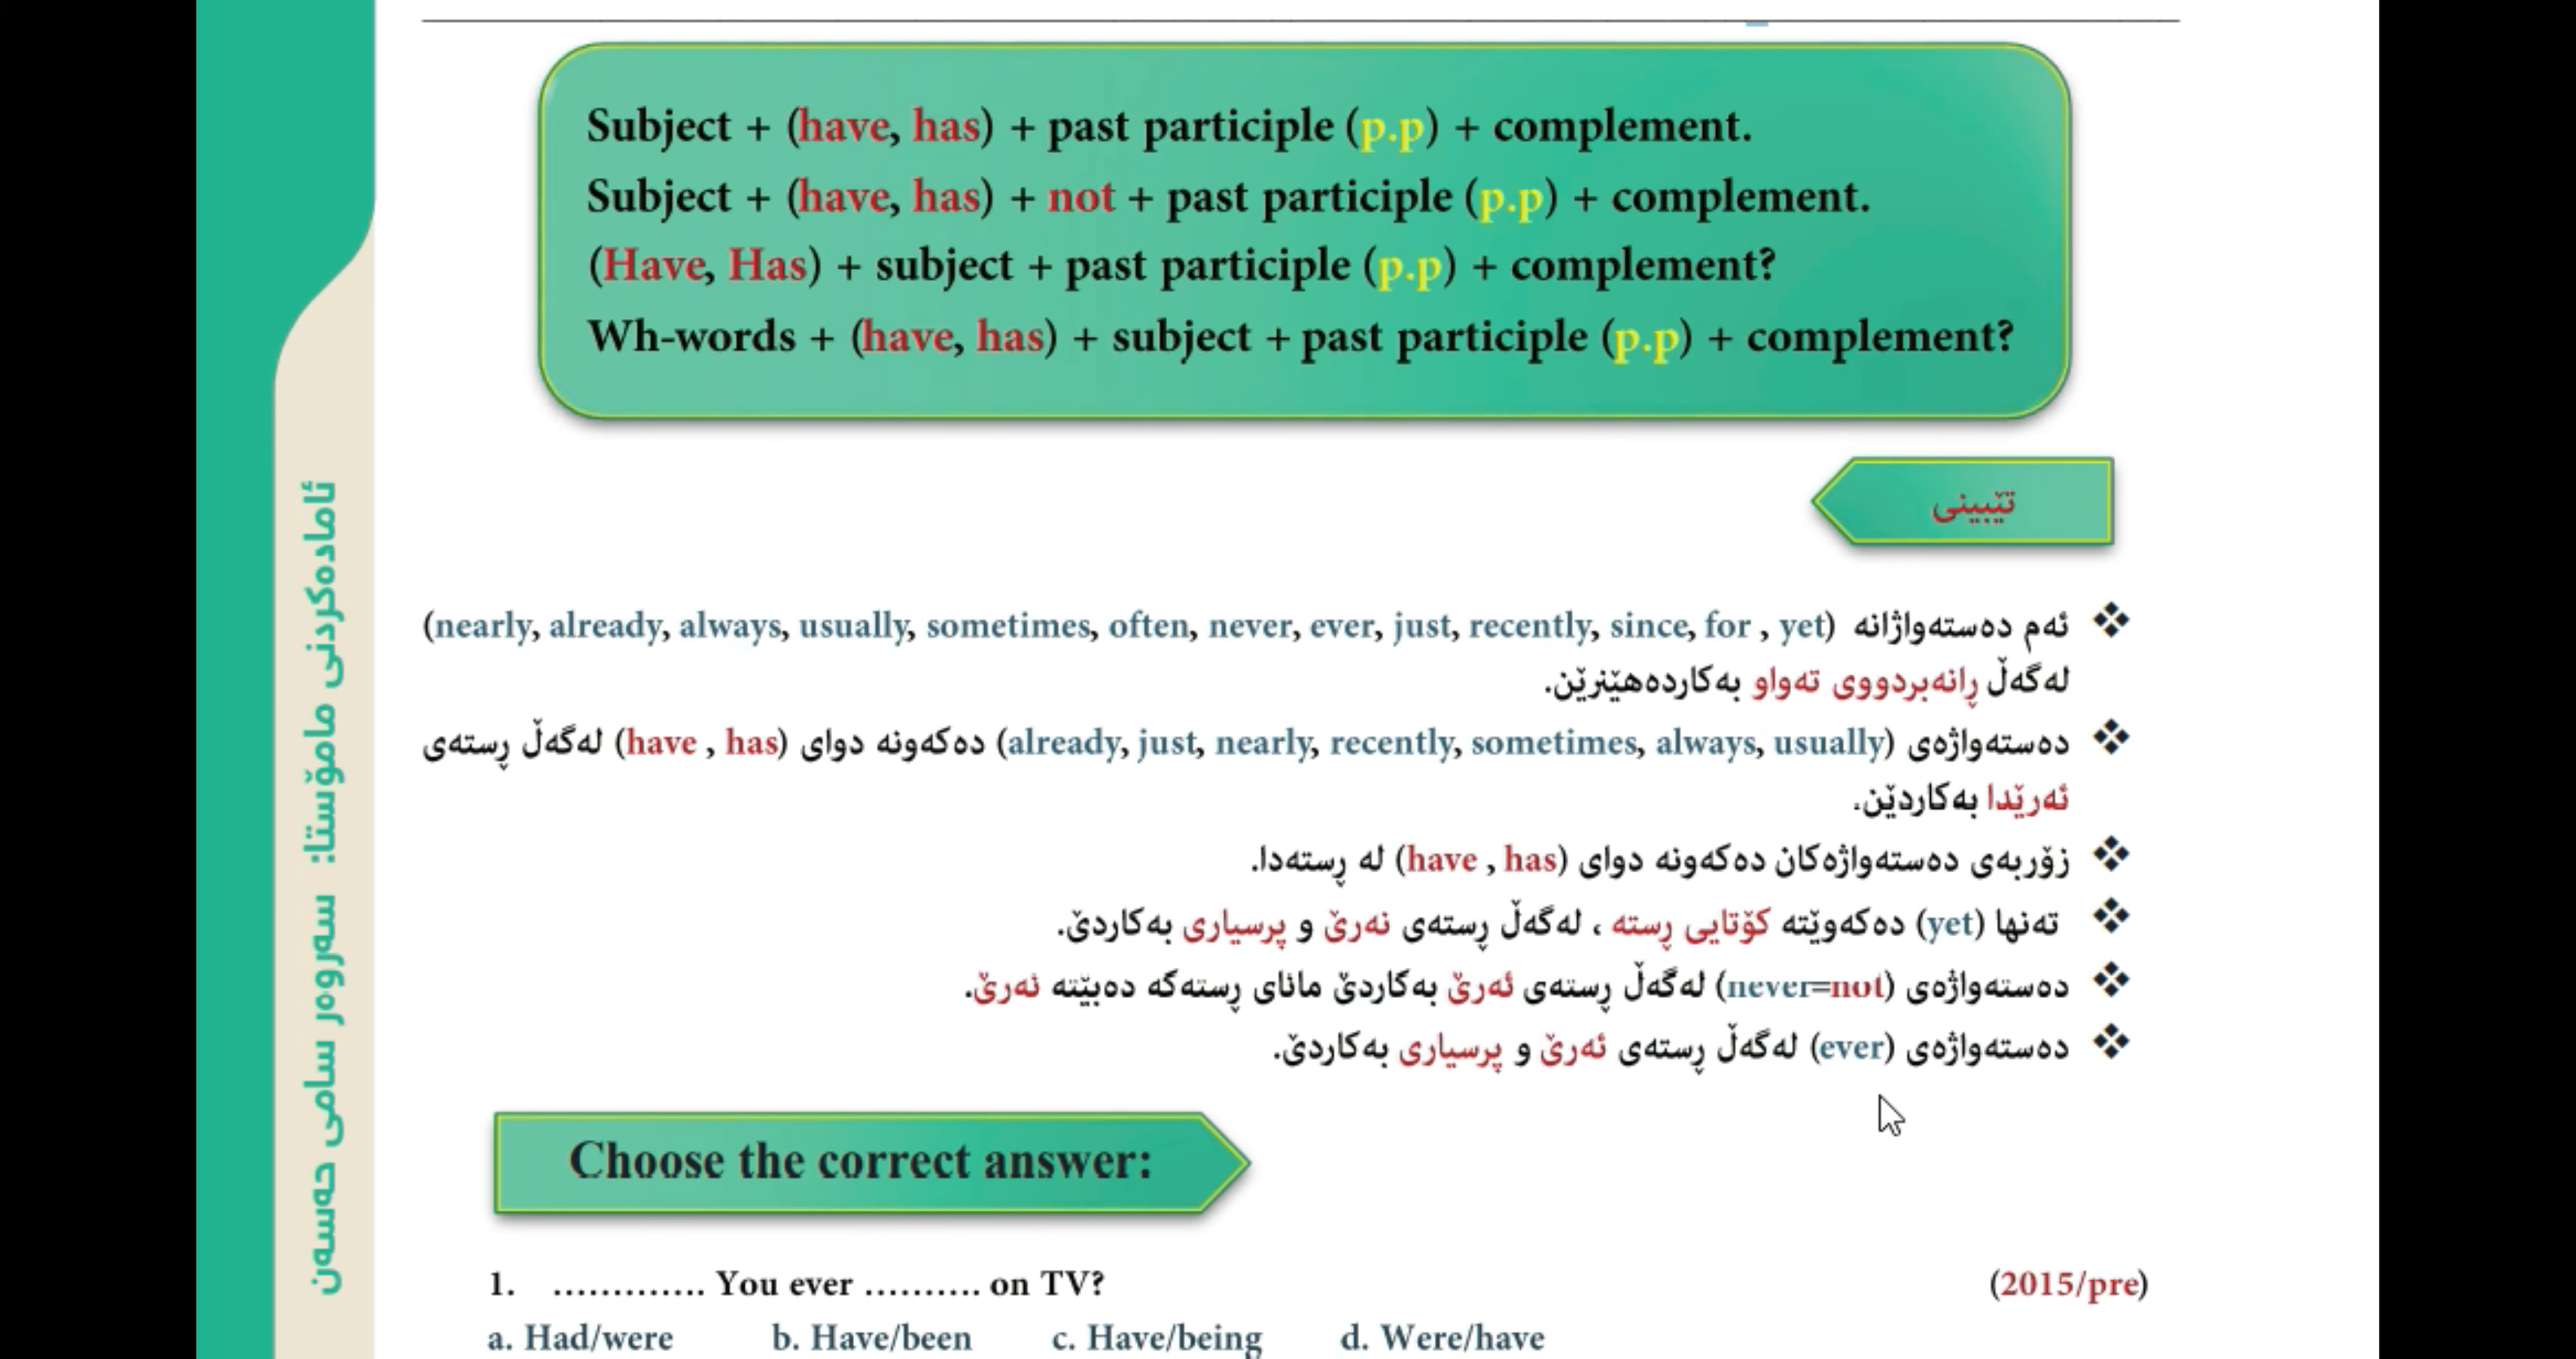 Subject + (have, has) + past participle (p.p) + complement.
Subject + (have, has) + not + past participle (p.p) + complement.
(Have, Has) + subject + past participle (p.p) + complement?
Wh-words + (have, has) + subject + past participle (p.p) + complement?
تێبینی
❖ ئەم دەستەواژانە (nearly, already, always, usually, sometimes, often, never, ever, just, recently, since, for , yet)
لەگەڵ ڕانەبردووی تەواو بەکاردەهێنرێن.
❖ دەستەواژەی (already, just, nearly, recently, sometimes, always, usually) دەکەونە دوای (have , has) لەگەڵ ڕستەی
ئەرێدا بەکاردێن.
❖ زۆربەی دەستەواژەکان دەکەونە دوای (have , has) لە ڕستەدا.
❖ تەنها (yet) دەکەوێتە کۆتایی ڕستە ، لەگەڵ ڕستەی نەرێ و پرسیاری بەکاردێ.
❖ دەستەواژەی (never=not) لەگەڵ ڕستەی ئەرێ بەکاردێ مانای ڕستەکە دەبێتە نەرێ.
❖ دەستەواژەی (ever) لەگەڵ ڕستەی ئەرێ و پرسیاری بەکاردێ.
Choose the correct answer:
1. ............. You ever .......... on TV? (2015/pre)
a. Had/were b. Have/been c. Have/being d. Were/have
ئامادەکردنی مامۆستا: سەروەر سامی حەسەن